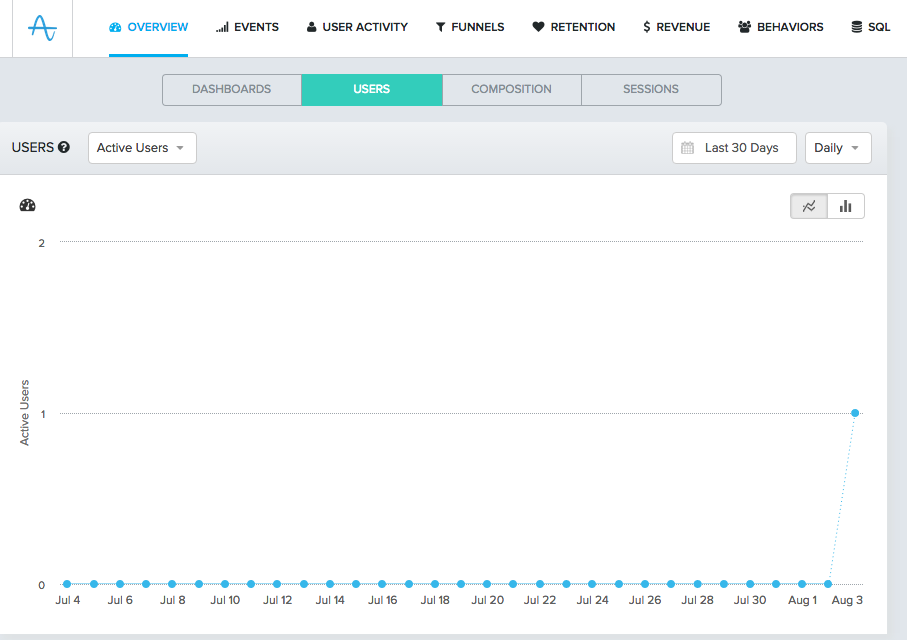 OVERVIEW EVENTS USER ACTIVITY FUNNELS RETENTION $ REVENUE BEHAVIORS SQL
DASHBOARDS USERS COMPOSITION SESSIONS
USERS ? Active Users Last 30 Days Daily
2
Active Users
1
0
Jul 4 Jul 6 Jul 8 Jul 10 Jul 12 Jul 14 Jul 16 Jul 18 Jul 20 Jul 22 Jul 24 Jul 26 Jul 28 Jul 30 Aug 1 Aug 3